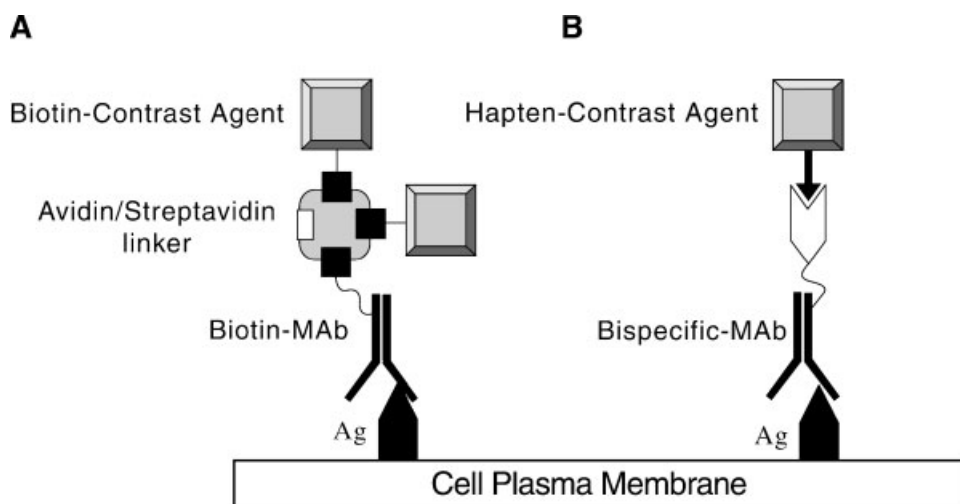 A
B
Biotin-Contrast Agent
Hapten-Contrast Agent
Avidin/Streptavidin
linker
Biotin-MAb
Bispecific-MAb
Ag
Ag
Cell Plasma Membrane